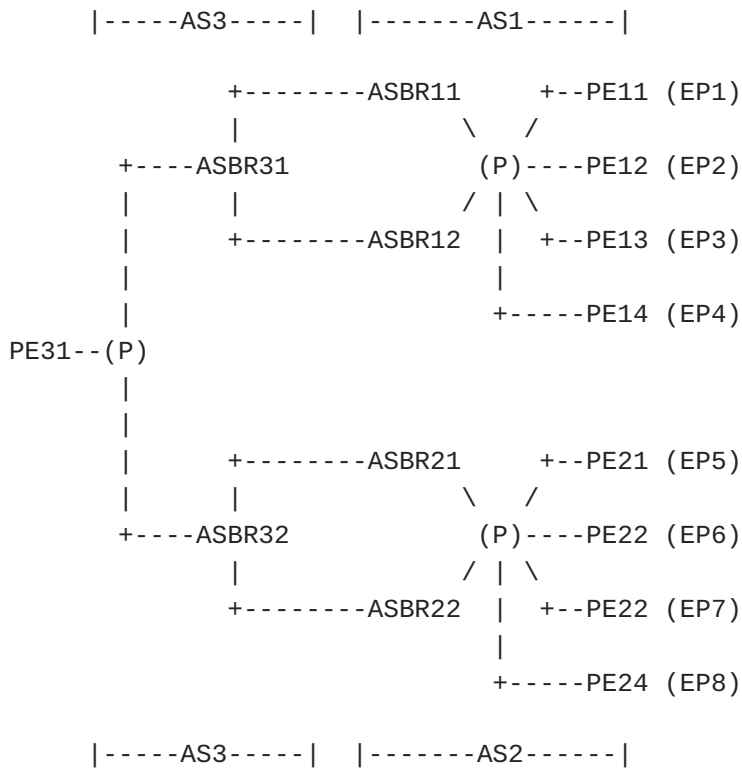 |-----AS3-----|  |-------AS1------|
+--------ASBR11     +--PE11 (EP1)
|               \   /
+----ASBR31            (P)----PE12 (EP2)
|      |               / | \
|      +--------ASBR12  |  +--PE13 (EP3)
|                       |
|                       +-----PE14 (EP4)
PE31--(P)
|
|
|      +--------ASBR21     +--PE21 (EP5)
|      |               \   /
+----ASBR32            (P)----PE22 (EP6)
|               / | \
+--------ASBR22  |  +--PE22 (EP7)
|
+-----PE24 (EP8)
|-----AS3-----|  |-------AS2------|